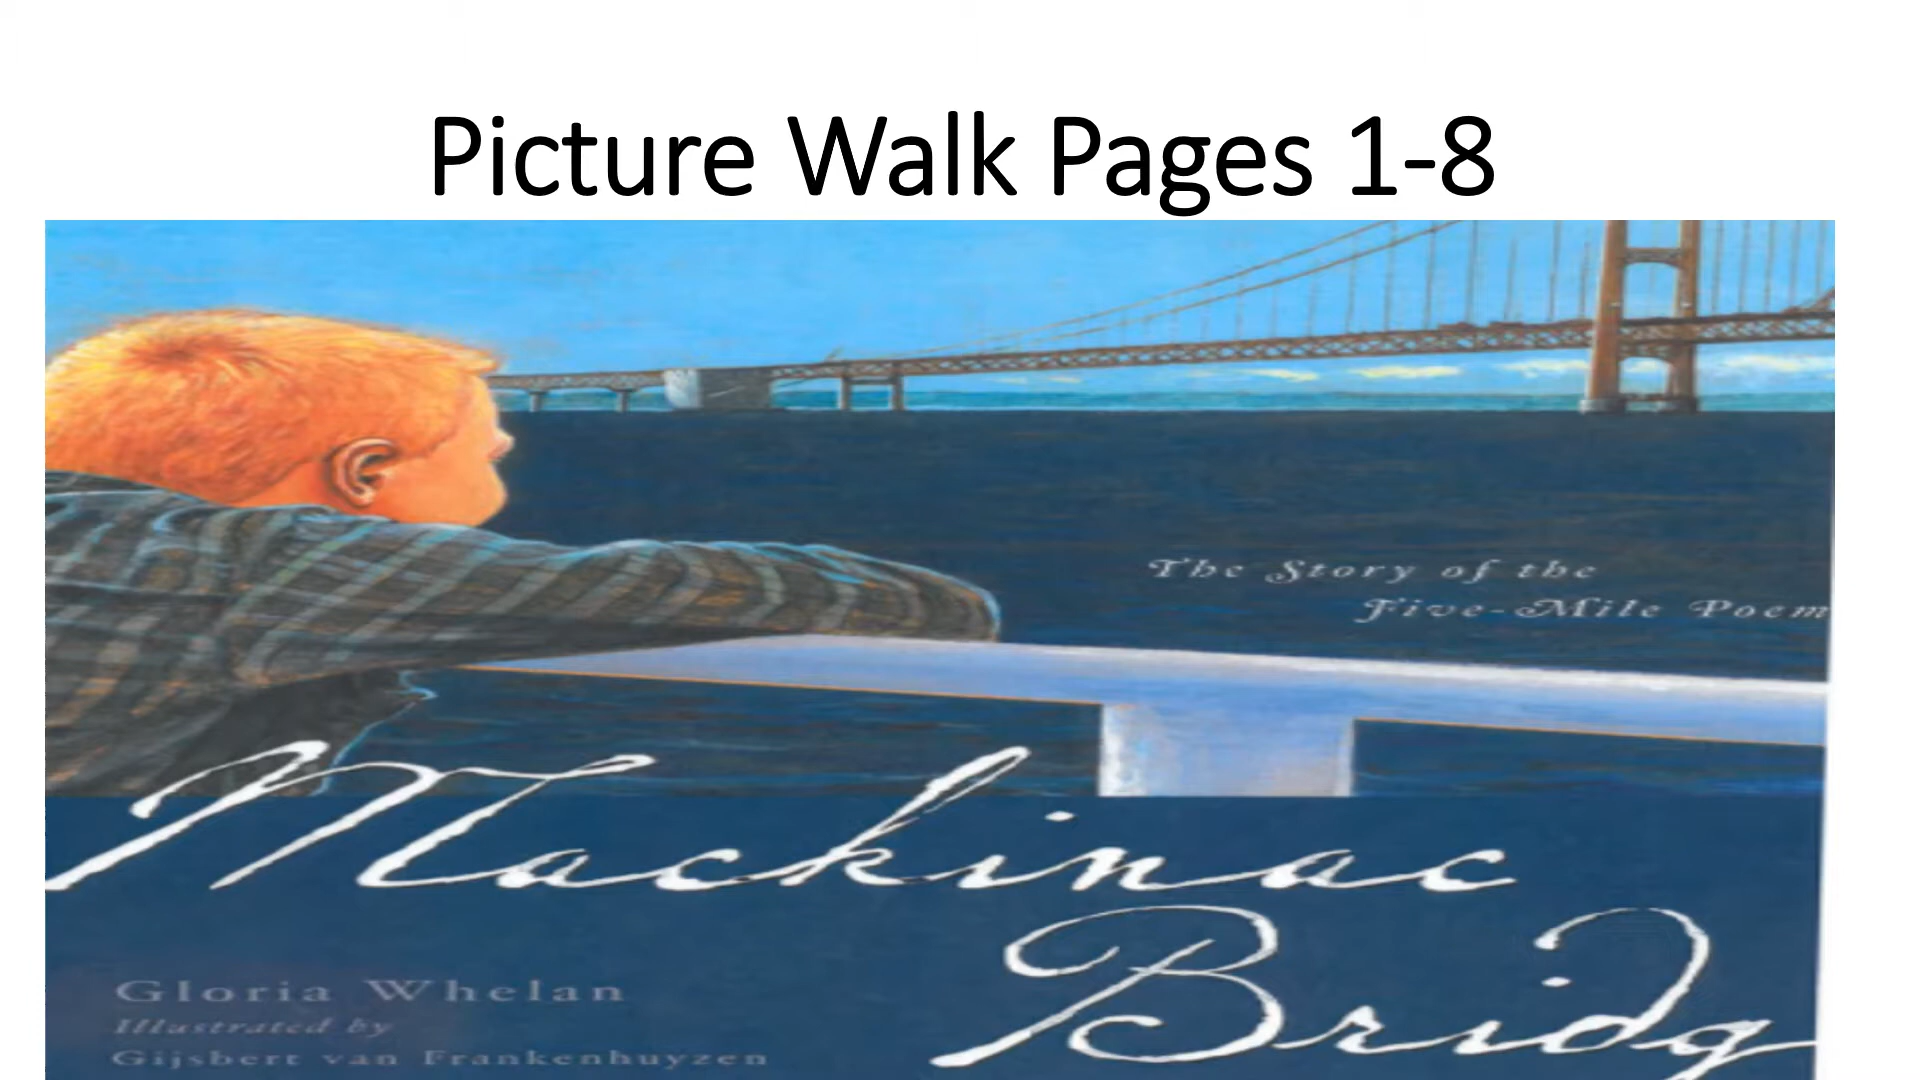 Picture Walk Pages 1-8
The Story of the
Five-Mile Poem
Mackinac
Bridg
Gloria Whelan
Illustrated by
Gijsbert van Frankenhuyzen